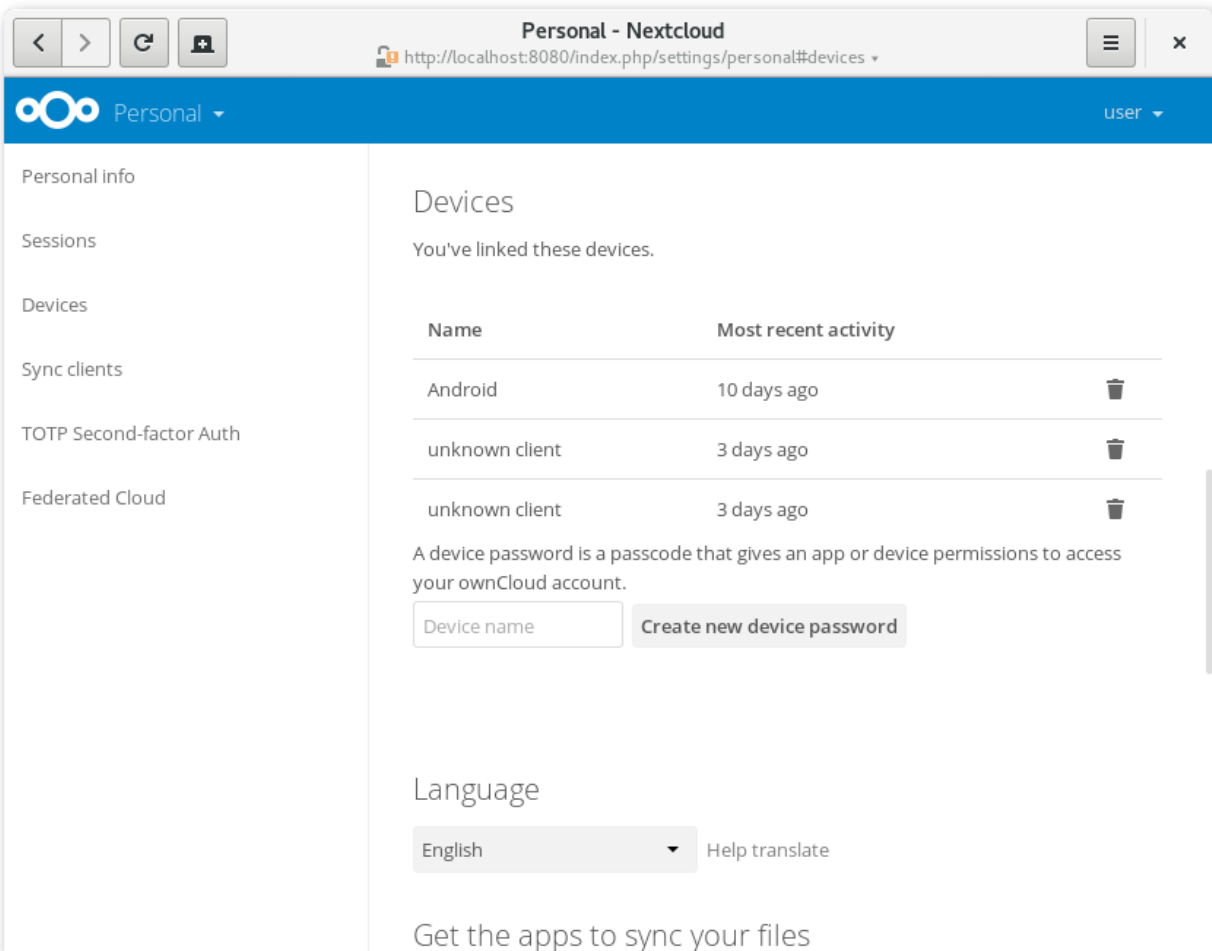 Personal - Nextcloud
http://localhost:8080/index.php/settings/personal#devices
Personal
user
Personal info
Sessions
Devices
Sync clients
TOTP Second-factor Auth
Federated Cloud
Devices
You've linked these devices.
Name Most recent activity
Android 10 days ago
unknown client 3 days ago
unknown client 3 days ago
A device password is a passcode that gives an app or device permissions to access
your ownCloud account.
Device name Create new device password
Language
English Help translate
Get the apps to sync your files